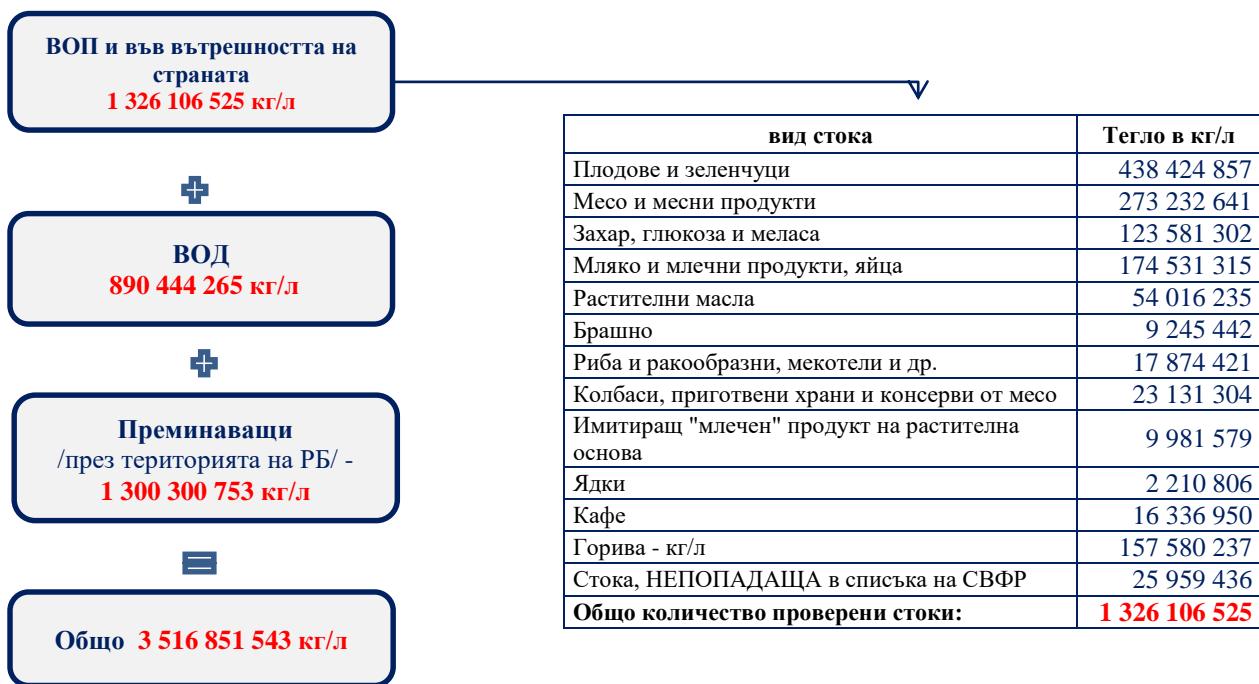 ВОП и във вътрешността на
страната
1 326 106 525 кг/л
ВОД
890 444 265 кг/л
Преминаващи
/през територията на РБ/ -
1 300 300 753 кг/л
Общо 3 516 851 543 кг/л
вид стока Тегло в кг/л
Плодове и зеленчуци 438 424 857
Месо и месни продукти 273 232 641
Захар, глюкоза и меласа 123 581 302
Мляко и млечни продукти, яйца 174 531 315
Растителни масла 54 016 235
Брашно 9 245 442
Риба и ракообразни, мекотели и др. 17 874 421
Колбаси, приготвени храни и консерви от месо 23 131 304
Имитиращ "млечен" продукт на растителна
основа 9 981 579
Ядки 2 210 806
Кафе 16 336 950
Горива - кг/л 157 580 237
Стока, НЕПОПАДАЩА в списъка на СВФР 25 959 436
Общо количество проверени стоки: 1 326 106 525